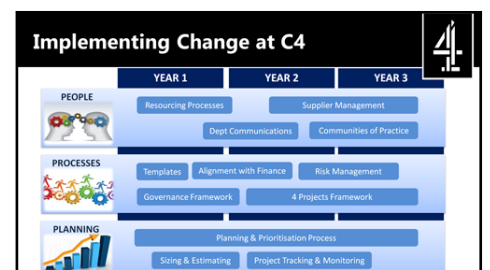 Implementing Change at C4
YEAR 1 YEAR 2 YEAR 3
PEOPLE
Resourcing Processes Supplier Management
Dept Communications Communities of Practice
PROCESSES
Templates Alignment with Finance Risk Management
Governance Framework 4 Projects Framework
PLANNING
Planning & Prioritisation Process
Sizing & Estimating Project Tracking & Monitoring